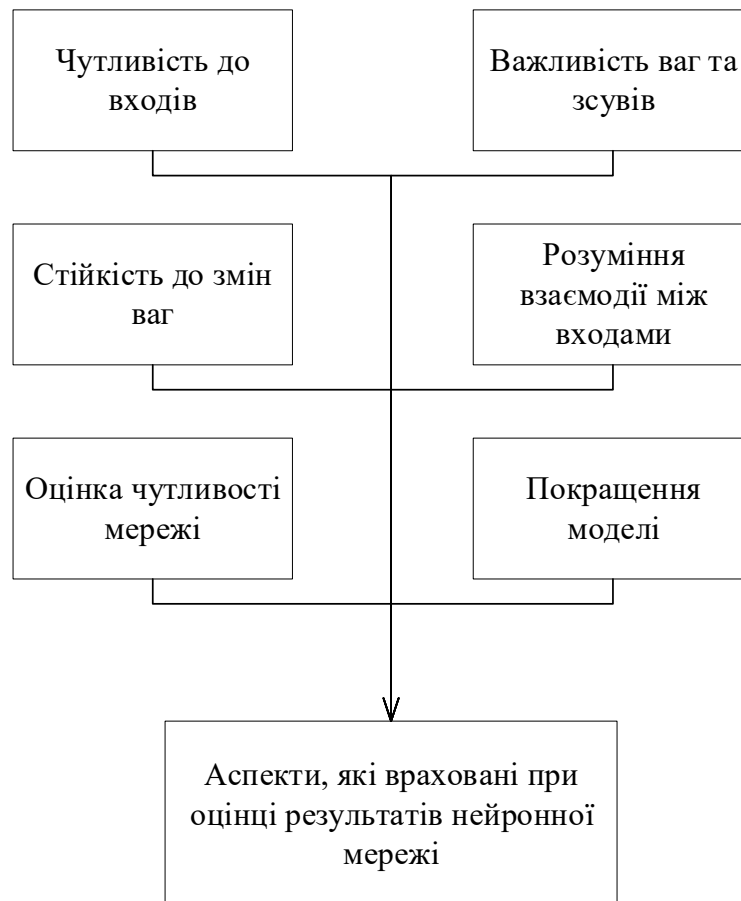 Чутливість до
входів
Важливість ваг та
зсувів
Стійкість до змін
ваг
Розуміння
взаємодії між
входами
Оцінка чутливості
мережі
Покращення
моделі
Аспекти, які враховані при
оцінці результатів нейронної
мережі